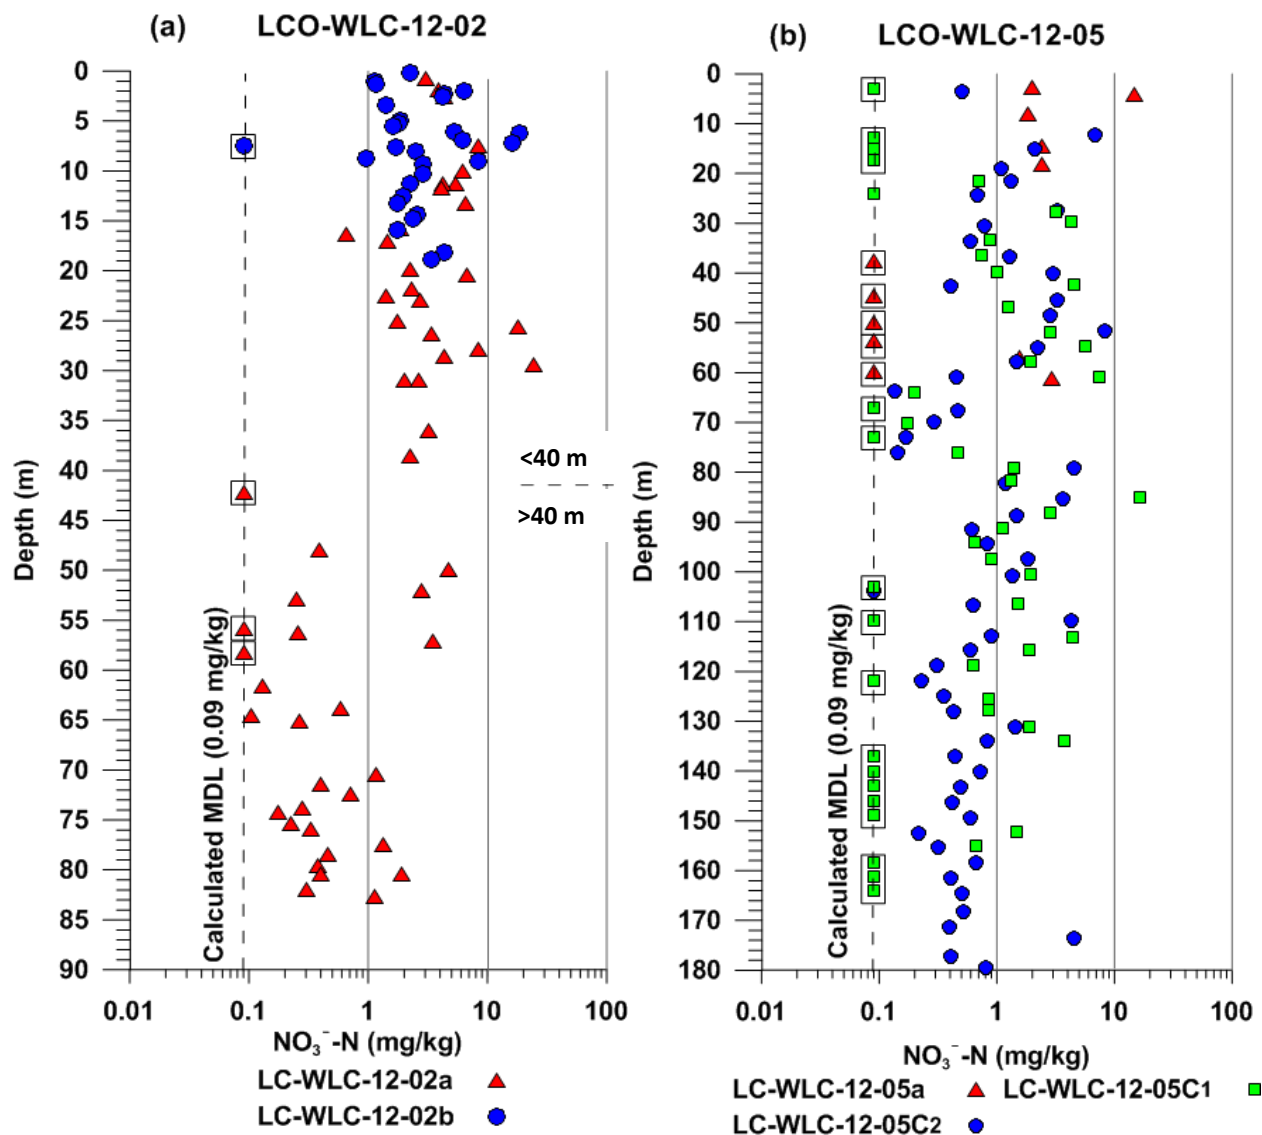 (a) LCO-WLC-12-02
0
5
10
15
20
25
30
35
40
45
50
55
60
65
70
75
80
85
90
Depth (m)
Calculated MDL (0.09 mg/kg)
<40 m
>40 m
0.01 0.1 1 10 100
NO₃⁻-N (mg/kg)
LC-WLC-12-02a
LC-WLC-12-02b
(b) LCO-WLC-12-05
0
10
20
30
40
50
60
70
80
90
100
110
120
130
140
150
160
170
180
Depth (m)
Calculated MDL (0.09 mg/kg)
0.01 0.1 1 10 100
NO₃⁻-N (mg/kg)
LC-WLC-12-05a LC-WLC-12-05C1
LC-WLC-12-05C2